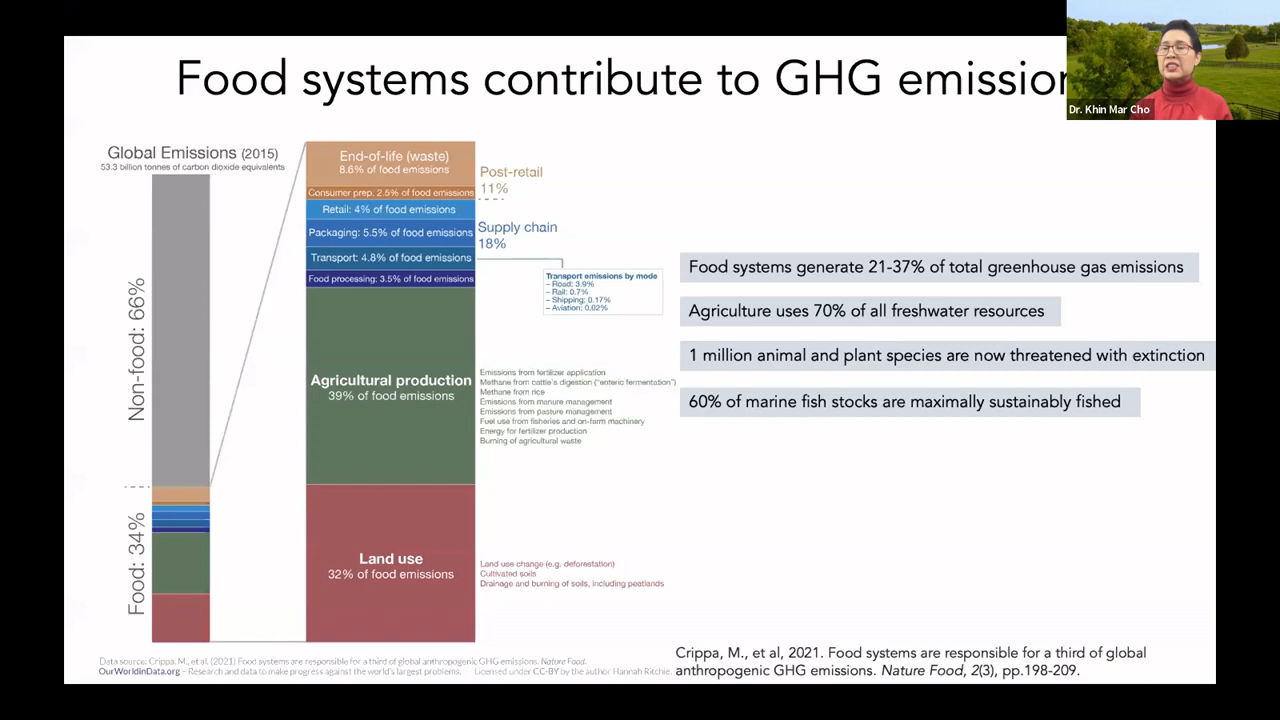 Food systems contribute to GHG emission
Dr. Khin Mar Cho
Global Emissions (2015)
53.3 billion tonnes of carbon dioxide equivalents
Non-food: 66%
Food: 34%
End-of-life (waste)
8.6% of food emissions
Consumer prep. 2.5% of food emissions
Retail: 4% of food emissions
Packaging: 5.5% of food emissions
Transport: 4.8% of food emissions
Food processing: 3.5% of food emissions
Agricultural production
39% of food emissions
Land use
32% of food emissions
Post-retail
11%
Supply chain
18%
Transport emissions by mode
– Road: 3.9%
– Rail: 0.7%
– Shipping: 0.17%
– Aviation: 0.02%
Emissions from fertilizer application
Methane from cattle's digestion ("enteric fermentation")
Methane from rice
Emissions from manure management
Emissions from pasture management
Fuel use from fisheries and on-farm machinery
Energy for fertilizer production
Burning of agricultural waste
Land use change (e.g. deforestation)
Cultivated soils
Drainage and burning of soils, including peatlands
Food systems generate 21-37% of total greenhouse gas emissions
Agriculture uses 70% of all freshwater resources
1 million animal and plant species are now threatened with extinction
60% of marine fish stocks are maximally sustainably fished
Data source: Crippa, M., et al. (2021) Food systems are responsible for a third of global anthropogenic GHG emissions. Nature Food.
OurWorldinData.org – Research and data to make progress against the world's largest problems. Licensed under CC-BY by the author Hannah Ritchie.
Crippa, M., et al, 2021. Food systems are responsible for a third of global
anthropogenic GHG emissions. Nature Food, 2(3), pp.198-209.